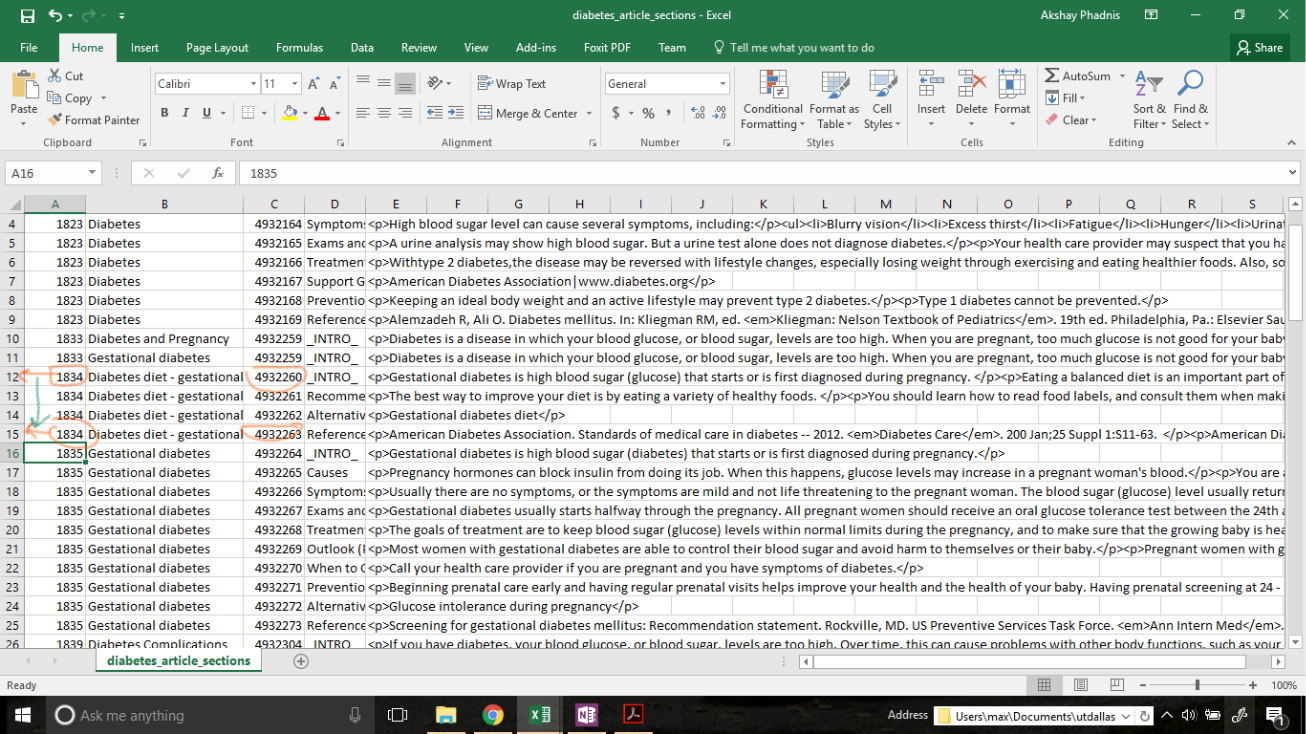 diabetes_article_sections - Excel
Akshay Phadnis
File Home Insert Page Layout Formulas Data Review View Add-ins Foxit PDF Team Tell me what you want to do Share
Paste
Cut
Copy
Format Painter
Clipboard
Calibri 11
B I U
Font
Wrap Text
Merge & Center
Alignment
General
$ % ,
Number
Conditional Formatting
Format as Table
Cell Styles
Styles
Insert Delete Format
Cells
AutoSum
Fill
Clear
Sort & Filter
Find & Select
Editing
A16 fx 1835
A B C D E F G H I J K L M N O P Q R S
4 1823 Diabetes 4932164 Symptom <p>High blood sugar level can cause several symptoms, including:</p><ul><li>Blurry vision</li><li>Excess thirst</li><li>Fatigue</li><li>Hunger</li><li>Urina
5 1823 Diabetes 4932165 Exams and <p>A urine analysis may show high blood sugar. But a urine test alone does not diagnose diabetes.</p><p>Your health care provider may suspect that you ha
6 1823 Diabetes 4932166 Treatmen <p>Withtype 2 diabetes,the disease may be reversed with lifestyle changes, especially losing weight through exercising and eating healthier foods. Also, so
7 1823 Diabetes 4932167 Support G <p>American Diabetes Association|www.diabetes.org</p>
8 1823 Diabetes 4932168 Preventio <p>Keeping an ideal body weight and an active lifestyle may prevent type 2 diabetes.</p><p>Type 1 diabetes cannot be prevented.</p>
9 1823 Diabetes 4932169 Reference <p>Alemzadeh R, Ali O. Diabetes mellitus. In: Kliegman RM, ed. <em>Kliegman: Nelson Textbook of Pediatrics</em>. 19th ed. Philadelphia, Pa.: Elsevier Sau
10 1833 Diabetes and Pregnancy 4932259 _INTRO_ <p>Diabetes is a disease in which your blood glucose, or blood sugar, levels are too high. When you are pregnant, too much glucose is not good for your bab
11 1833 Gestational diabetes 4932259 _INTRO_ <p>Diabetes is a disease in which your blood glucose, or blood sugar, levels are too high. When you are pregnant, too much glucose is not good for your bab
12 1834 Diabetes diet - gestational 4932260 _INTRO_ <p>Gestational diabetes is high blood sugar (glucose) that starts or is first diagnosed during pregnancy. </p><p>Eating a balanced diet is an important part of
13 1834 Diabetes diet - gestational 4932261 Recomme <p>The best way to improve your diet is by eating a variety of healthy foods. </p><p>You should learn how to read food labels, and consult them when maki
14 1834 Diabetes diet - gestational 4932262 Alternativ <p>Gestational diabetes diet</p>
15 1834 Diabetes diet - gestational 4932263 Reference <p>American Diabetes Association. Standards of medical care in diabetes -- 2012. <em>Diabetes Care</em>. 200 Jan;25 Suppl 1:S11-63. </p><p>American Di
16 1835 Gestational diabetes 4932264 _INTRO_ <p>Gestational diabetes is high blood sugar (diabetes) that starts or is first diagnosed during pregnancy.</p>
17 1835 Gestational diabetes 4932265 Causes <p>Pregnancy hormones can block insulin from doing its job. When this happens, glucose levels may increase in a pregnant woman's blood.</p><p>You are a
18 1835 Gestational diabetes 4932266 Symptom <p>Usually there are no symptoms, or the symptoms are mild and not life threatening to the pregnant woman. The blood sugar (glucose) level usually retur
19 1835 Gestational diabetes 4932267 Exams and <p>Gestational diabetes usually starts halfway through the pregnancy. All pregnant women should receive an oral glucose tolerance test between the 24th a
20 1835 Gestational diabetes 4932268 Treatmen <p>The goals of treatment are to keep blood sugar (glucose) levels within normal limits during the pregnancy, and to make sure that the growing baby is hea
21 1835 Gestational diabetes 4932269 Outlook ( <p>Most women with gestational diabetes are able to control their blood sugar and avoid harm to themselves or their baby.</p><p>Pregnant women with g
22 1835 Gestational diabetes 4932270 When to C <p>Call your health care provider if you are pregnant and you have symptoms of diabetes.</p>
23 1835 Gestational diabetes 4932271 Preventio <p>Beginning prenatal care early and having regular prenatal visits helps improve your health and the health of your baby. Having prenatal screening at 24 -
24 1835 Gestational diabetes 4932272 Alternativ <p>Glucose intolerance during pregnancy</p>
25 1835 Gestational diabetes 4932273 Reference <p>Screening for gestational diabetes mellitus: Recommendation statement. Rockville, MD. US Preventive Services Task Force. <em>Ann Intern Med</em>.
26 1839 Diabetes Complications 4932304 _INTRO_ <p>If you have diabetes, your blood glucose, or blood sugar, levels are too high. Over time, this can cause problems with other body functions, such as your
diabetes_article_sections
Ready 100%
Ask me anything
Address Users\max\Documents\utdallas
1